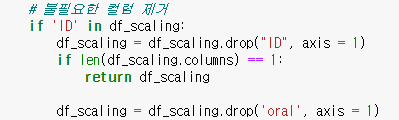 # 불필요한 컬럼 제거
if 'ID' in df_scaling:
df_scaling = df_scaling.drop("ID", axis = 1)
if len(df_scaling.columns) == 1:
return df_scaling
df_scaling = df_scaling.drop('oral', axis = 1)